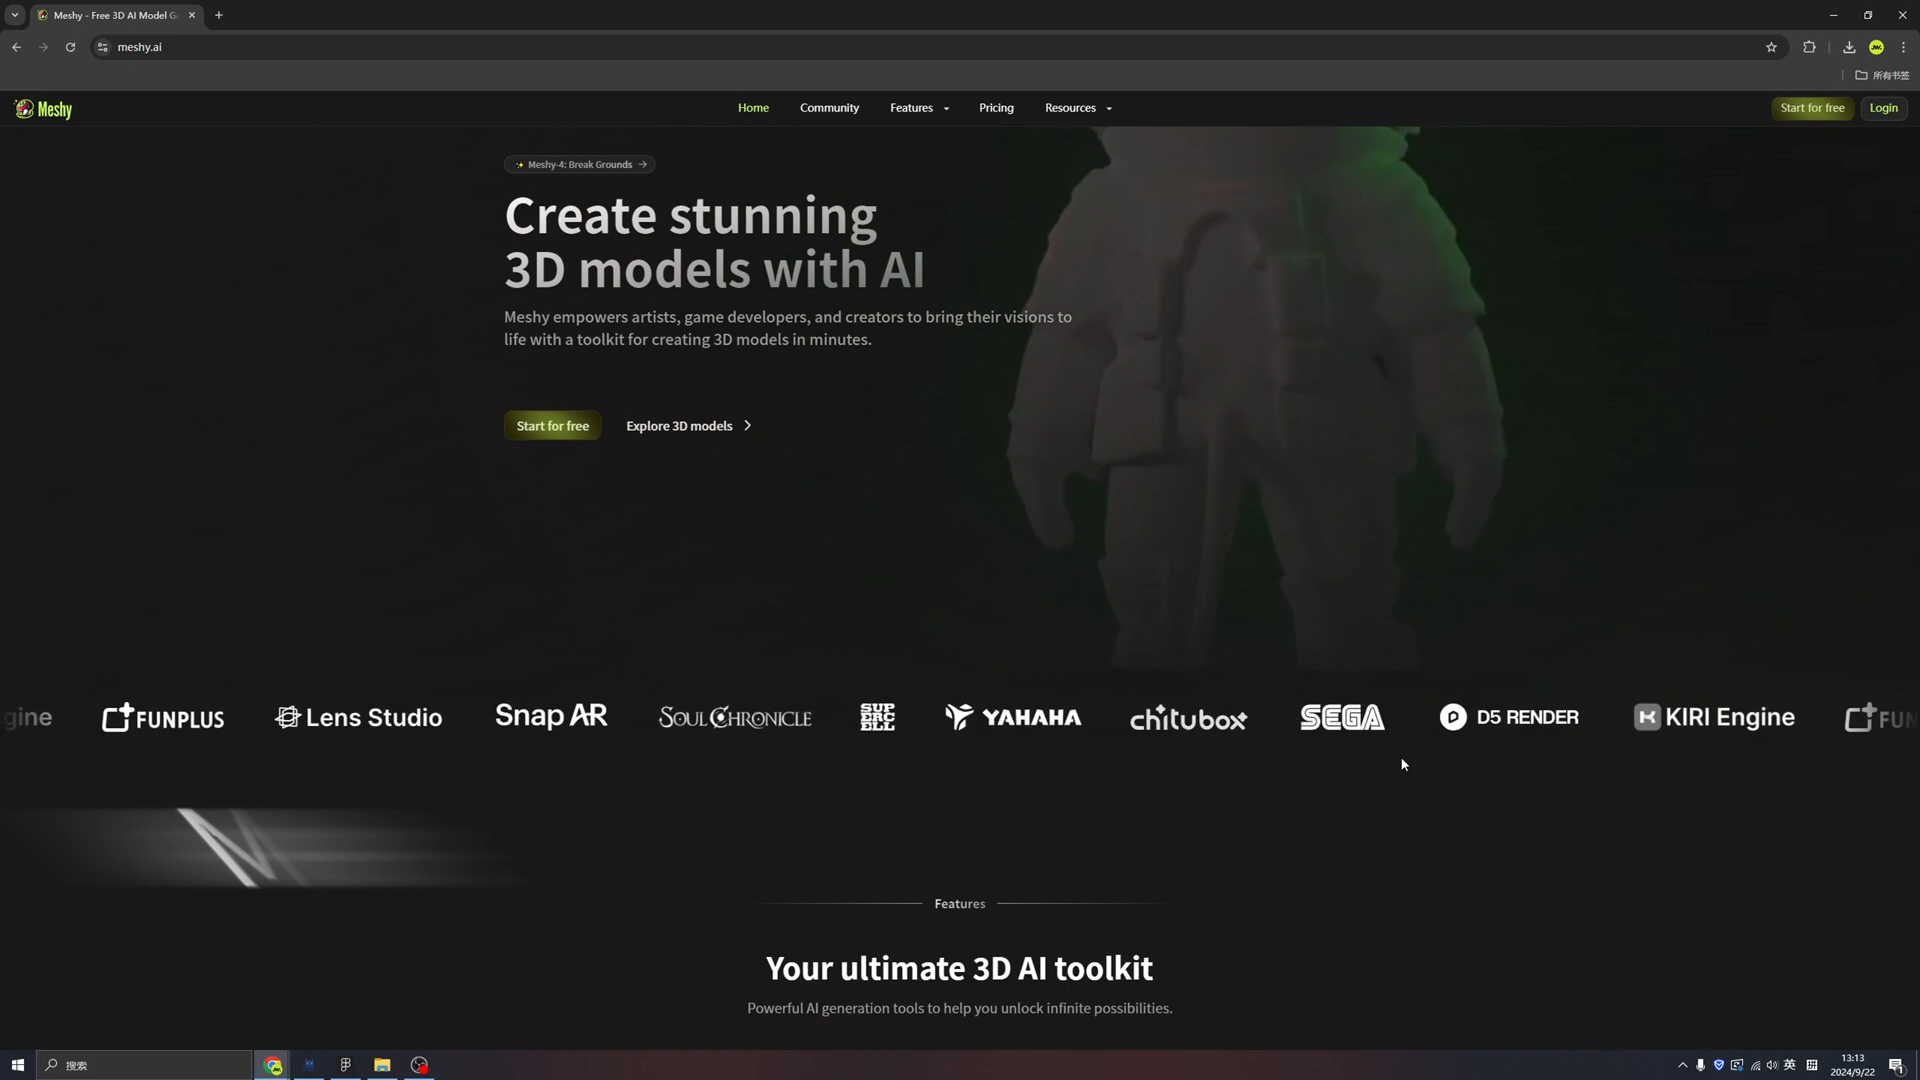 Meshy - Free 3D AI Model G
meshy.ai
所有书签
Meshy
Home
Community
Features
Pricing
Resources
Start for free
Login
Meshy-4: Break Grounds
Create stunning
3D models with AI
Meshy empowers artists, game developers, and creators to bring their visions to
life with a toolkit for creating 3D models in minutes.
Start for free
Explore 3D models
gine
FUNPLUS
Lens Studio
Snap AR
SOUL CHRONICLE
SUPERCELL
YAHAHA
chitubox
SEGA
D5 RENDER
KIRI Engine
FUN
Features
Your ultimate 3D AI toolkit
Powerful AI generation tools to help you unlock infinite possibilities.
搜索
英
13:13
2024/9/22